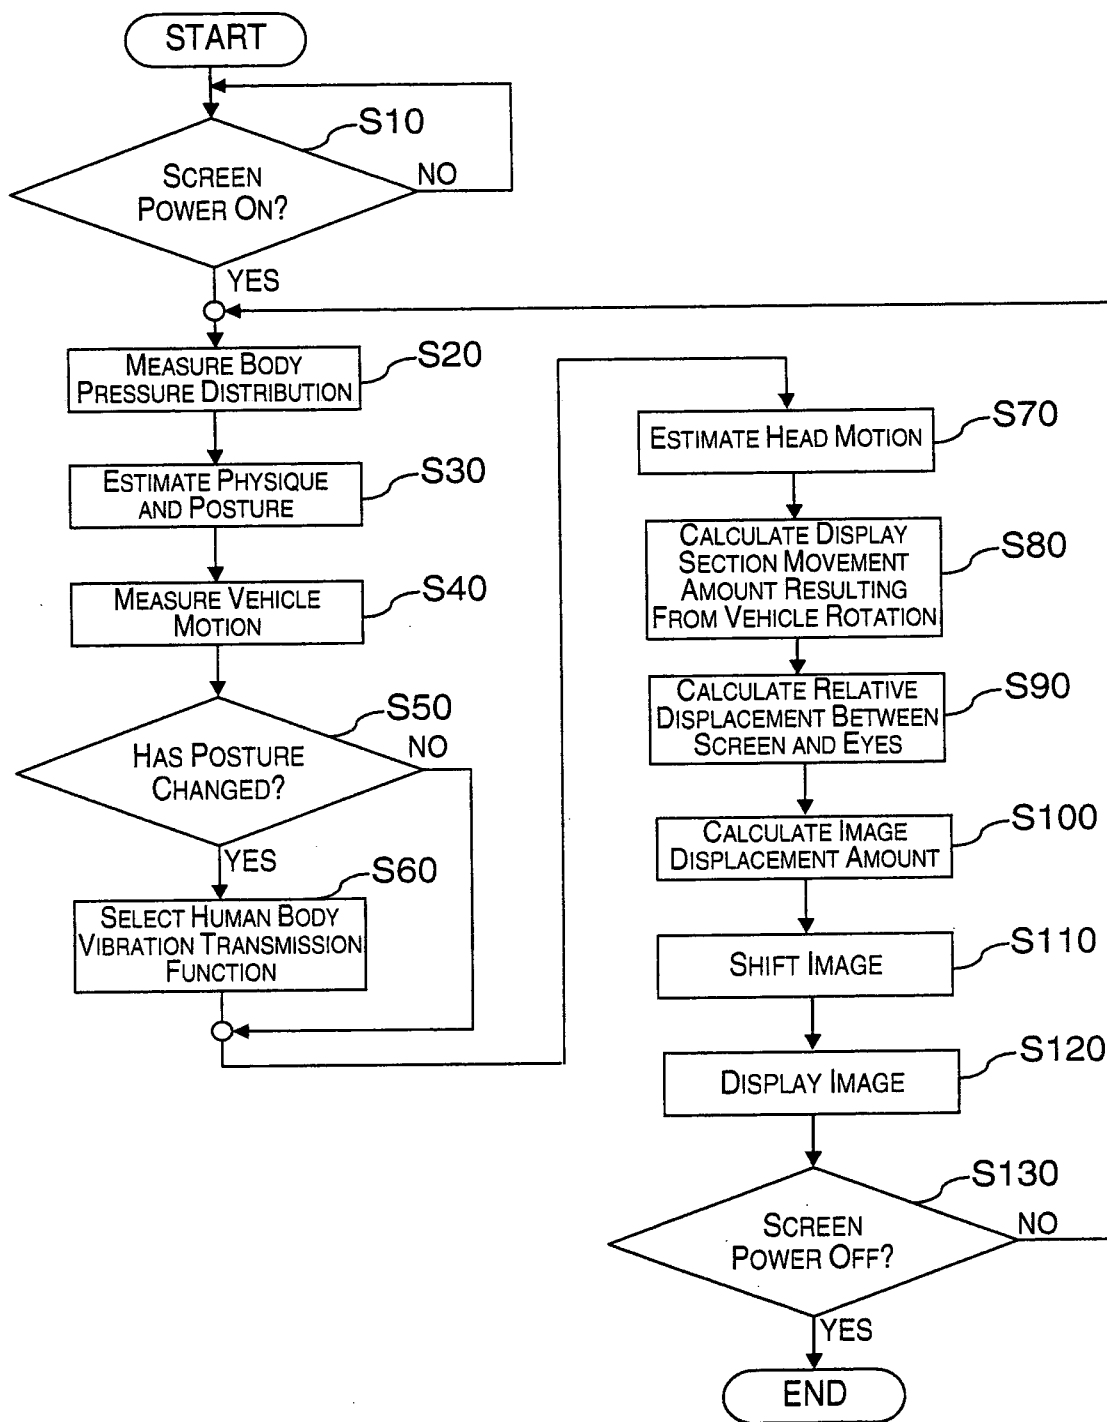 START
S10
SCREEN
POWER ON?
NO
YES
S20
MEASURE BODY
PRESSURE DISTRIBUTION
S30
ESTIMATE PHYSIQUE
AND POSTURE
S40
MEASURE VEHICLE
MOTION
S50
HAS POSTURE
CHANGED?
NO
YES
S60
SELECT HUMAN BODY
VIBRATION TRANSMISSION
FUNCTION
S70
ESTIMATE HEAD MOTION
S80
CALCULATE DISPLAY
SECTION MOVEMENT
AMOUNT RESULTING
FROM VEHICLE ROTATION
S90
CALCULATE RELATIVE
DISPLACEMENT BETWEEN
SCREEN AND EYES
S100
CALCULATE IMAGE
DISPLACEMENT AMOUNT
S110
SHIFT IMAGE
S120
DISPLAY IMAGE
S130
SCREEN
POWER OFF?
NO
YES
END